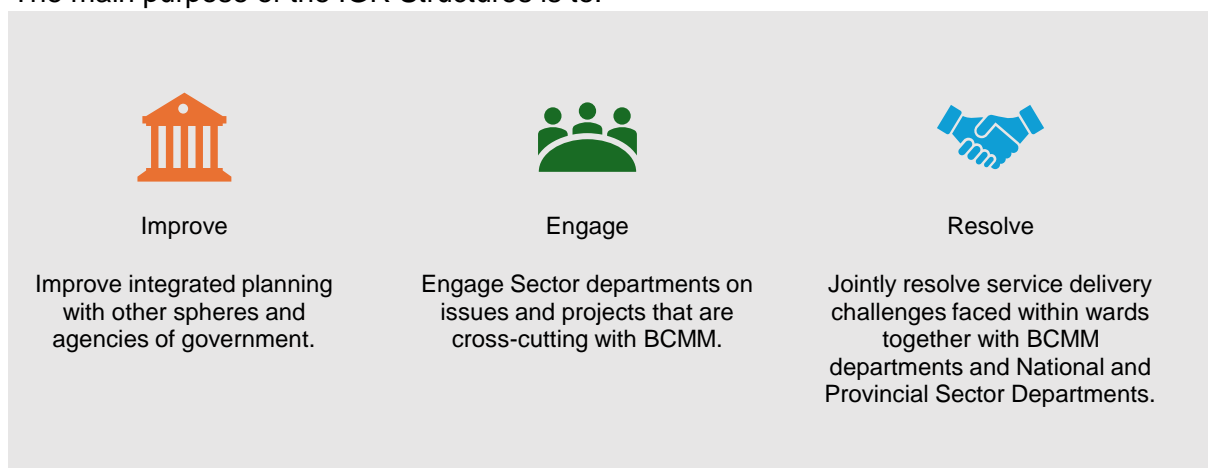 The main purpose of the IGR Structures is to:
Improve
Improve integrated planning
with other spheres and
agencies of government.
Engage
Engage Sector departments on
issues and projects that are
cross-cutting with BCMM.
Resolve
Jointly resolve service delivery
challenges faced within wards
together with BCMM
departments and National and
Provincial Sector Departments.